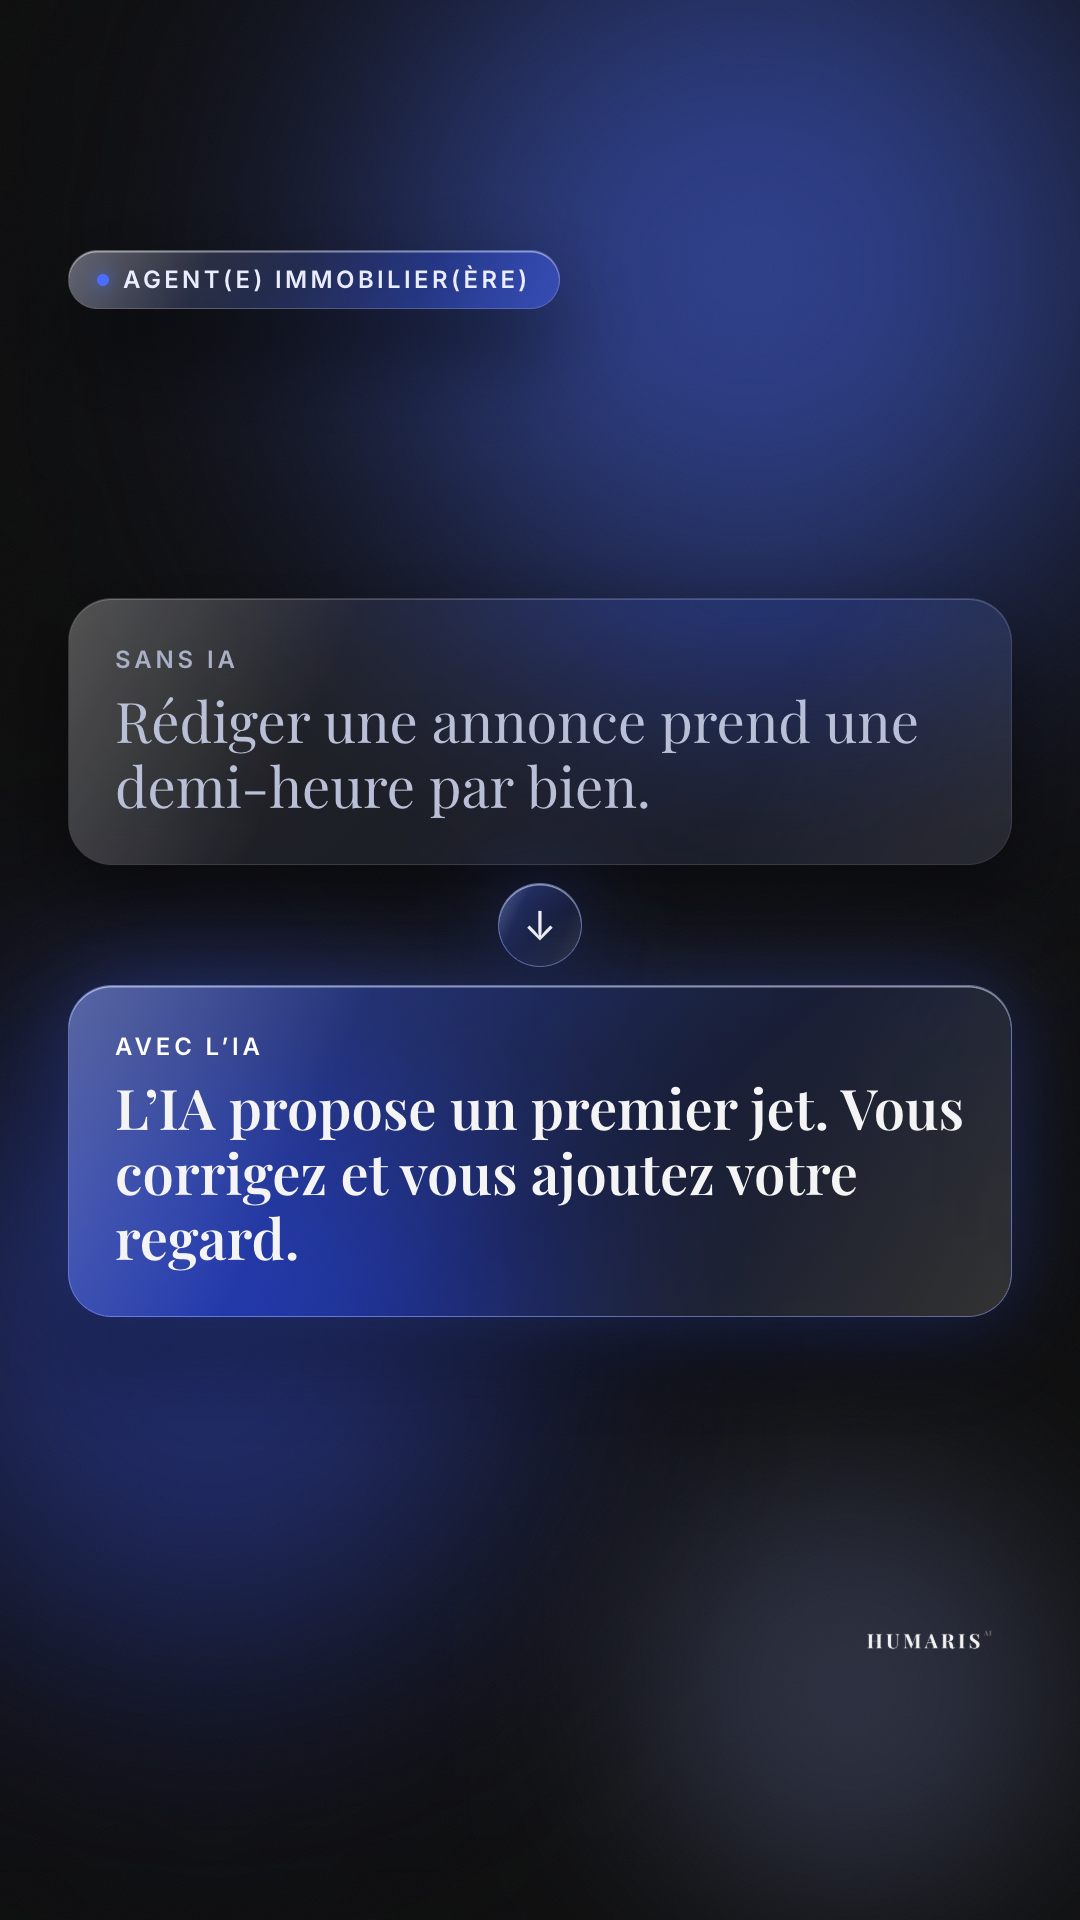 AGENT(E) IMMOBILIER(ÈRE)
SANS IA
Rédiger une annonce prend une
demi-heure par bien.
AVEC L’IA
L’IA propose un premier jet. Vous
corrigez et vous ajoutez votre
regard.
HUMARIS AI